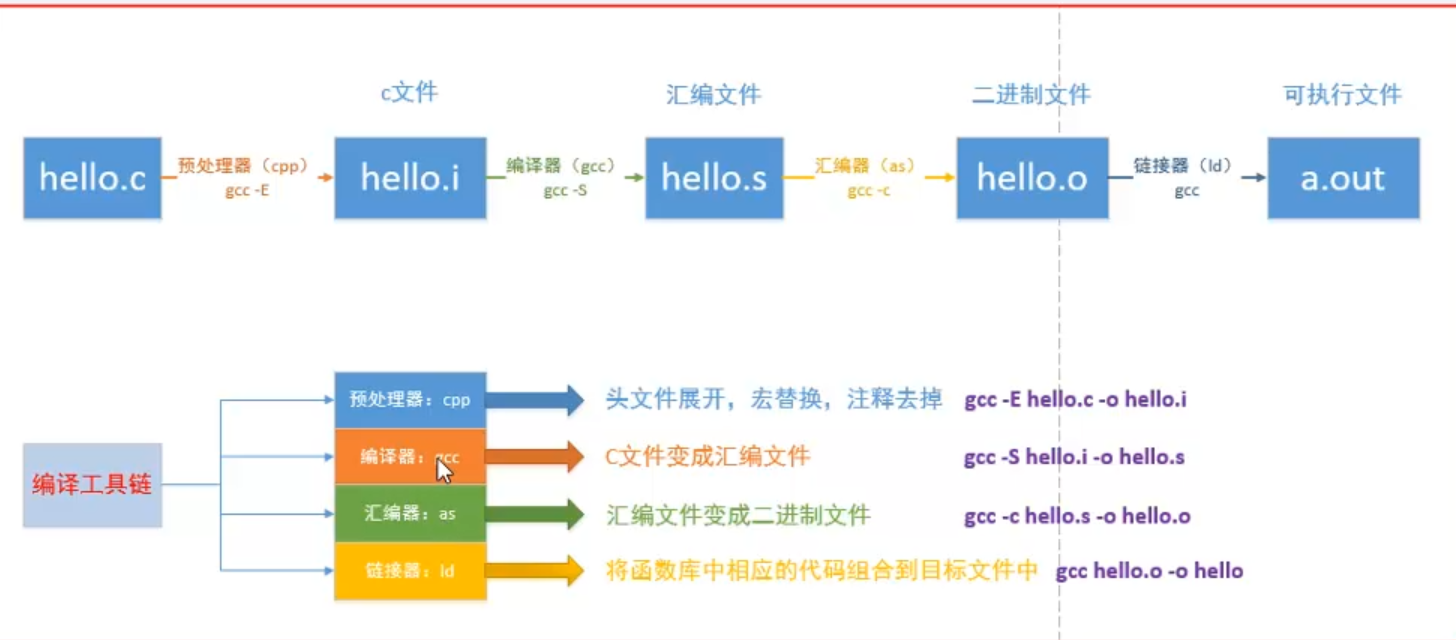 c文件
汇编文件
二进制文件
可执行文件
hello.c
预处理器（cpp）
gcc -E
hello.i
编译器（gcc）
gcc -S
hello.s
汇编器（as）
gcc -c
hello.o
链接器（ld）
gcc
a.out
编译工具链
预处理器：cpp
头文件展开，宏替换，注释去掉
gcc -E hello.c -o hello.i
编译器：gcc
C文件变成汇编文件
gcc -S hello.i -o hello.s
汇编器：as
汇编文件变成二进制文件
gcc -c hello.s -o hello.o
链接器：ld
将函数库中相应的代码组合到目标文件中
gcc hello.o -o hello